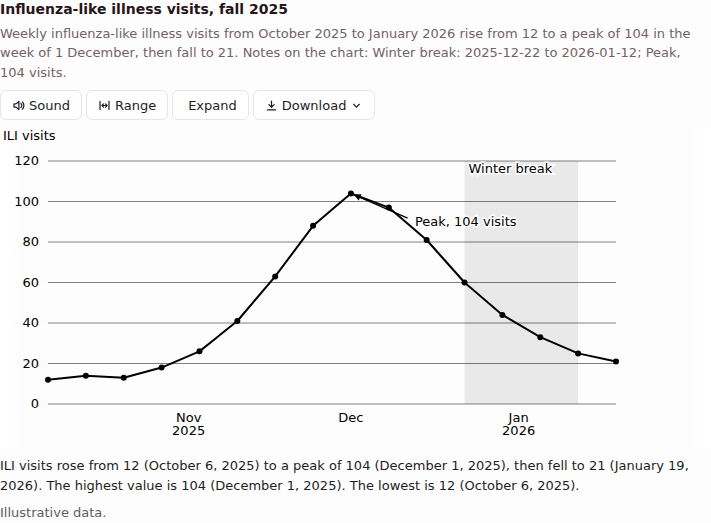 Influenza-like illness visits, fall 2025
Weekly influenza-like illness visits from October 2025 to January 2026 rise from 12 to a peak of 104 in the
week of 1 December, then fall to 21. Notes on the chart: Winter break: 2025-12-22 to 2026-01-12; Peak,
104 visits.
Sound Range Expand Download
ILI visits
120
Winter break
100
Peak, 104 visits
80
60
40
20
0
Nov Dec Jan
2025 2026
ILI visits rose from 12 (October 6, 2025) to a peak of 104 (December 1, 2025), then fell to 21 (January 19,
2026). The highest value is 104 (December 1, 2025). The lowest is 12 (October 6, 2025).
Illustrative data.